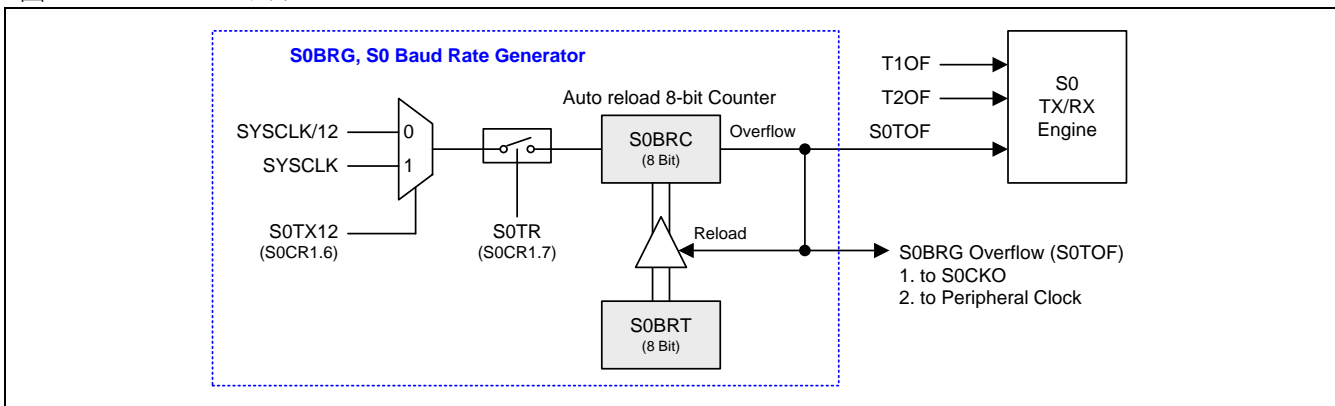 S0BRG, S0 Baud Rate Generator
Auto reload 8-bit Counter
SYSCLK/12
SYSCLK
0
1
S0TX12
(S0CR1.6)
S0TR
(S0CR1.7)
S0BRC
(8 Bit)
Overflow
Reload
S0BRT
(8 Bit)
T1OF
T2OF
S0TOF
S0
TX/RX
Engine
S0BRG Overflow (S0TOF)
1. to S0CKO
2. to Peripheral Clock